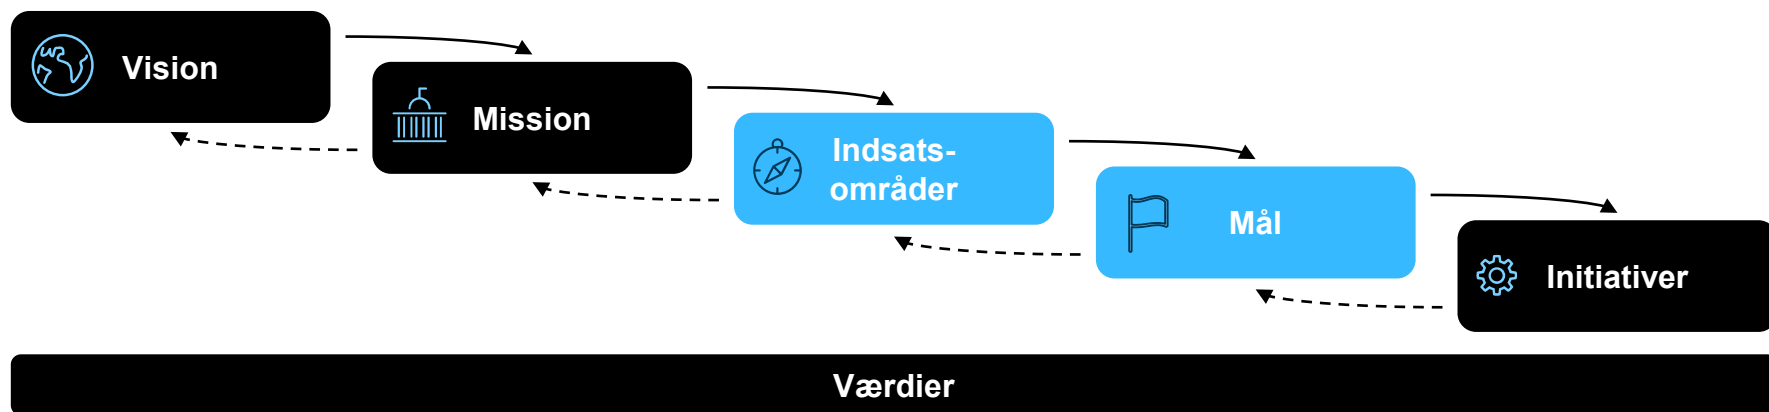 Vision
Mission
Indsats-
områder
Mål
Initiativer
Værdier